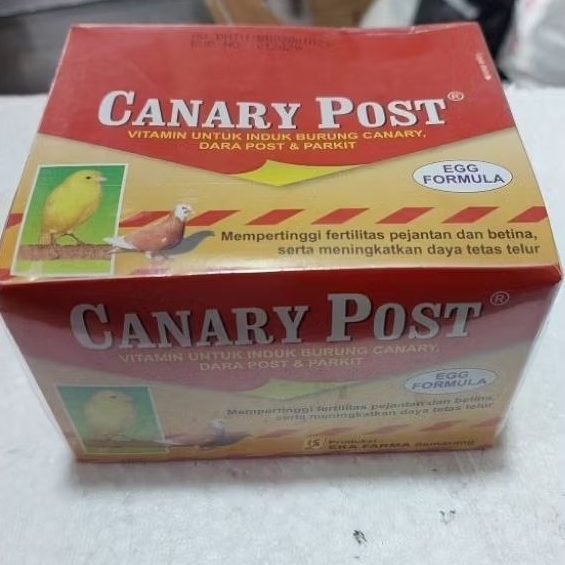 CANARY POST®
VITAMIN UNTUK INDUK BURUNG CANARY,
DARA POST & PARKIT
EGG
FORMULA
Mempertinggi fertilitas pejantan dan betina,
serta meningkatkan daya tetas telur
CANARY POST®
VITAMIN UNTUK INDUK BURUNG CANARY,
DARA POST & PARKIT
EGG
FORMULA
Mempertinggi fertilitas pejantan dan betina,
serta meningkatkan daya tetas telur
Produksi
EKA FARMA Semarang